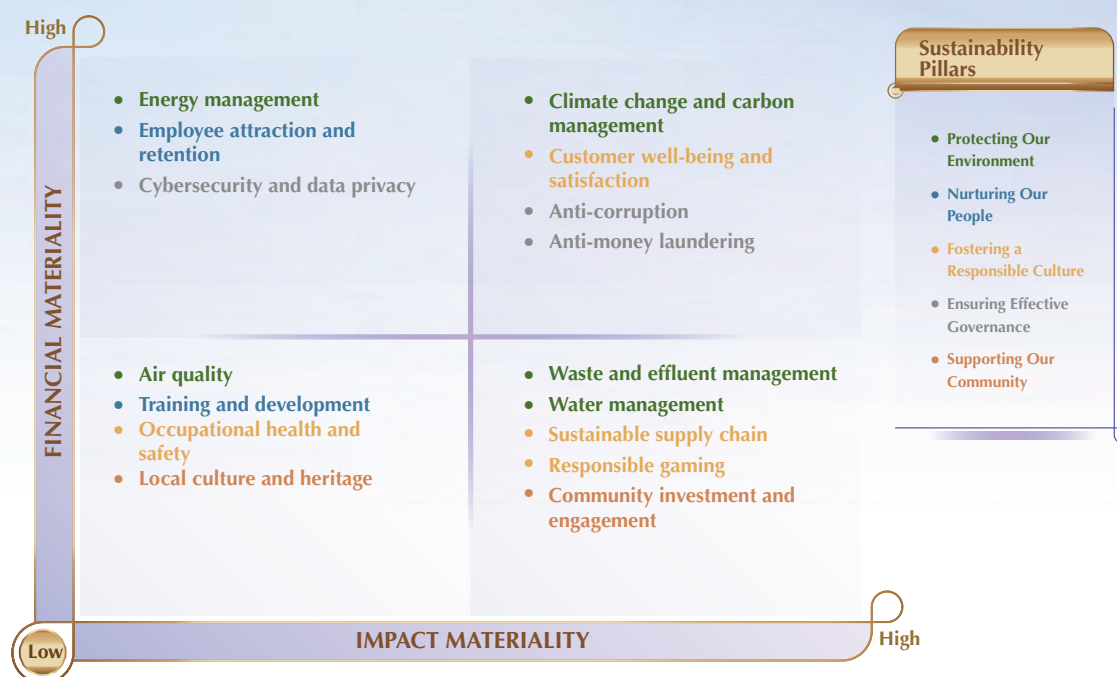 High
FINANCIAL MATERIALITY
• Energy management
• Employee attraction and
retention
• Cybersecurity and data privacy
• Climate change and carbon
management
• Customer well-being and
satisfaction
• Anti-corruption
• Anti-money laundering
• Air quality
• Training and development
• Occupational health and
safety
• Local culture and heritage
• Waste and effluent management
• Water management
• Sustainable supply chain
• Responsible gaming
• Community investment and
engagement
Low
IMPACT MATERIALITY
High
Sustainability
Pillars
• Protecting Our
Environment
• Nurturing Our
People
• Fostering a
Responsible Culture
• Ensuring Effective
Governance
• Supporting Our
Community